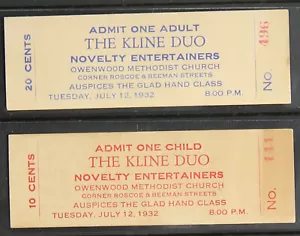 20 CENTS
ADMIT ONE ADULT
THE KLINE DUO
NOVELTY ENTERTAINERS
OWENWOOD METHODIST CHURCH
CORNER ROSCOE & BEEMAN STREETS
AUSPICES THE GLAD HAND CLASS
TUESDAY, JULY 12, 1932 8:00 P.M.
No. 496
10 CENTS
ADMIT ONE CHILD
THE KLINE DUO
NOVELTY ENTERTAINERS
OWENWOOD METHODIST CHURCH
CORNER ROSCOE & BEEMAN STREETS
AUSPICES THE GLAD HAND CLASS
TUESDAY, JULY 12, 1932 8:00 P.M.
No. 111